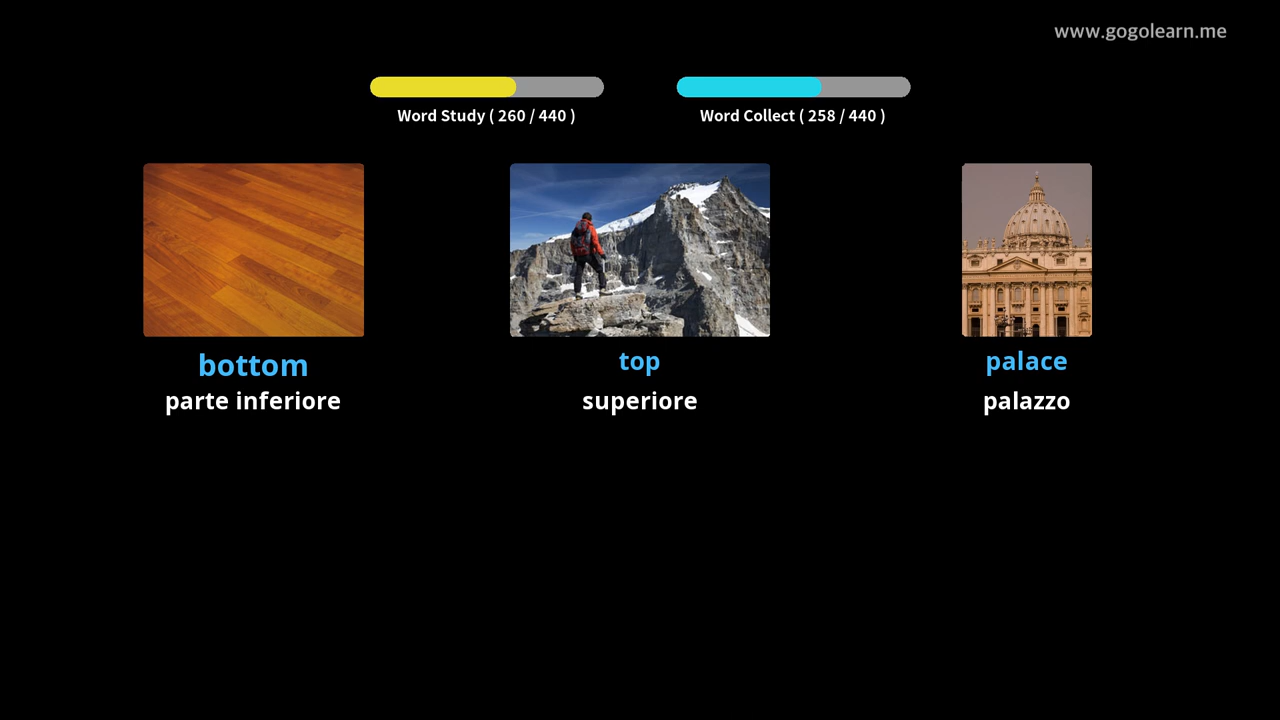 www.gogolearn.me
Word Study ( 260 / 440 )
Word Collect ( 258 / 440 )
bottom
top
palace
parte inferiore
superiore
palazzo